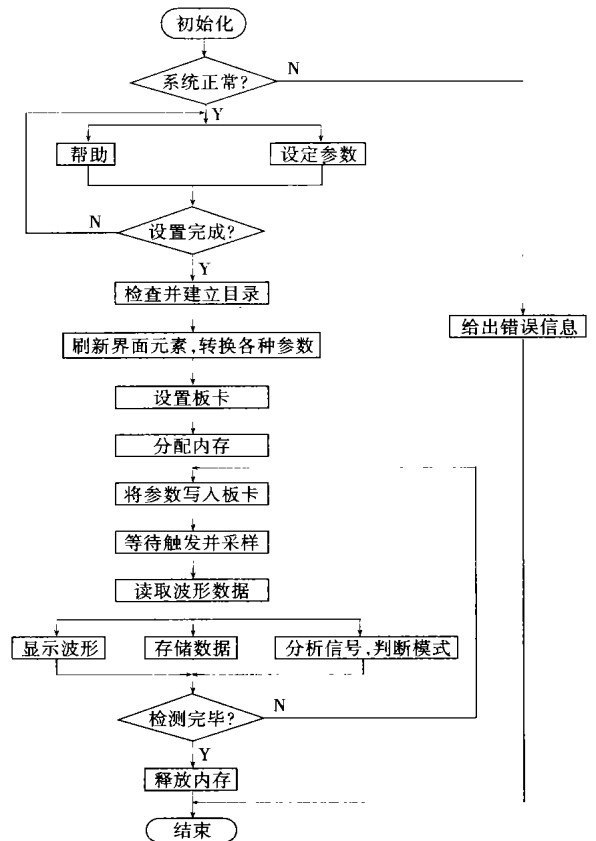 初始化
系统正常?
N
Y
帮助
设定参数
N
设置完成?
Y
检查并建立目录
给出错误信息
刷新界面元素,转换各种参数
设置板卡
分配内存
将参数写入板卡
等待触发并采样
读取波形数据
显示波形
存储数据
分析信号,判断模式
检测完毕?
N
Y
释放内存
结束